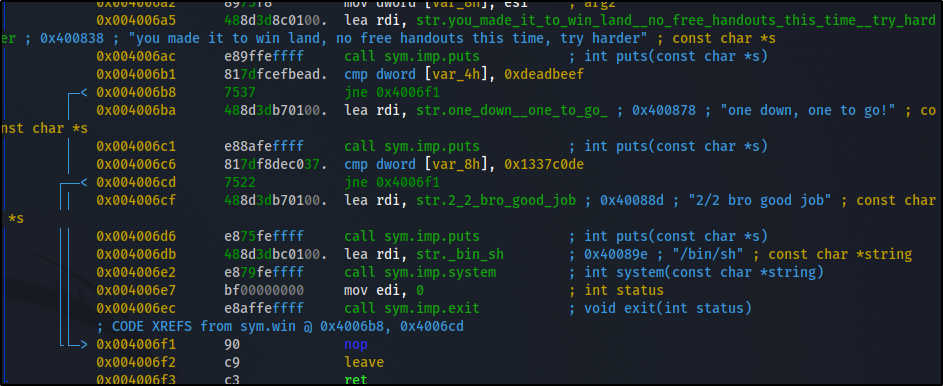 0x004006a2 8975f8 mov dword [var_8h], esi ; arg2
0x004006a5 488d3d8c0100. lea rdi, str.you_made_it_to_win_land__no_free_handouts_this_time__try_hard
er ; 0x400838 ; "you made it to win land, no free handouts this time, try harder" ; const char *s
0x004006ac e89ffeffff call sym.imp.puts ; int puts(const char *s)
0x004006b1 817dfcefbead. cmp dword [var_4h], 0xdeadbeef
┌─< 0x004006b8 7537 jne 0x4006f1
│ 0x004006ba 488d3db70100. lea rdi, str.one_down__one_to_go_ ; 0x400878 ; "one down, one to go!" ; co
nst char *s
│ 0x004006c1 e88afeffff call sym.imp.puts ; int puts(const char *s)
│ 0x004006c6 817df8dec037. cmp dword [var_8h], 0x1337c0de
┌──< 0x004006cd 7522 jne 0x4006f1
││ 0x004006cf 488d3db70100. lea rdi, str.2_2_bro_good_job ; 0x40088d ; "2/2 bro good job" ; const char
*s
││ 0x004006d6 e875feffff call sym.imp.puts ; int puts(const char *s)
││ 0x004006db 488d3dbc0100. lea rdi, str._bin_sh ; 0x40089e ; "/bin/sh" ; const char *string
││ 0x004006e2 e879feffff call sym.imp.system ; int system(const char *string)
││ 0x004006e7 bf00000000 mov edi, 0 ; int status
││ 0x004006ec e8affeffff call sym.imp.exit ; void exit(int status)
││ ; CODE XREFS from sym.win @ 0x4006b8, 0x4006cd
└└─> 0x004006f1 90 nop
0x004006f2 c9 leave
0x004006f3 c3 ret